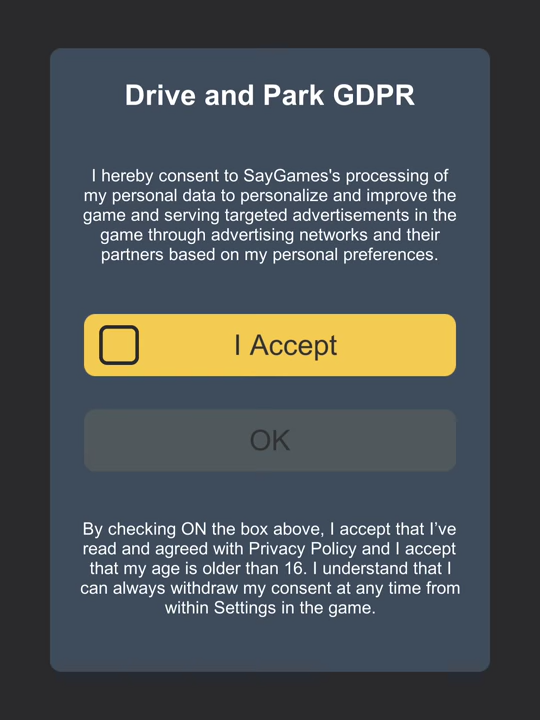 Drive and Park GDPR
I hereby consent to SayGames's processing of
my personal data to personalize and improve the
game and serving targeted advertisements in the
game through advertising networks and their
partners based on my personal preferences.
I Accept
OK
By checking ON the box above, I accept that I've
read and agreed with Privacy Policy and I accept
that my age is older than 16. I understand that I
can always withdraw my consent at any time from
within Settings in the game.